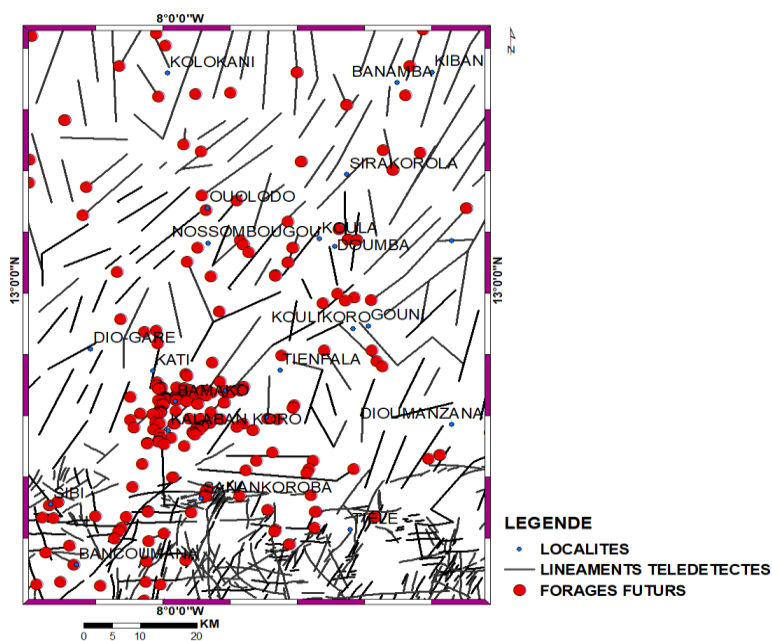 8°0'0"W
Z
KOLOKANI
KIBAN
BANAMBA
SIRAKOROLA
OUOLODO
NOSSOMBOUGOU
KOULA
DOUMBA
13°0'0"N
13°0'0"N
KOULIKORO
GOUNI
DIO-GARE
KATI
TIENFALA
BAMAKO
DIOUMANZANA
KALABAN KORO
SANANKOROBA
SIBI
BANCOUMANA
8°0'0"W
KM
0 5 10 20
LEGENDE
LOCALITES
LINEAMENTS TELEDETECTES
FORAGES FUTURS